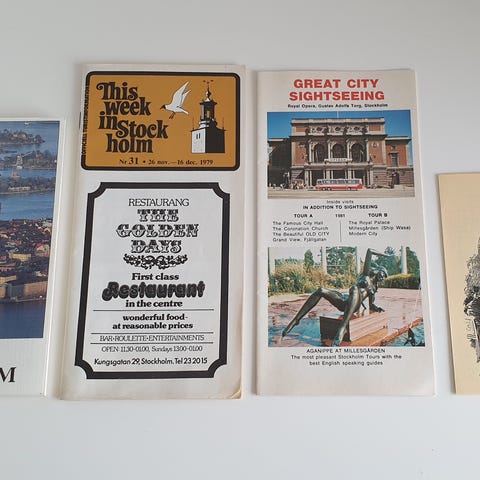 M
OFFICIAL TOURIST INFORMATION
This
week
in Stock
holm
Nr 31 • 26 nov.—16 dec. 1979
RESTAURANG
THE
GOLDEN
DAYS
First class
Restaurant
in the centre
wonderful food-
at reasonable prices
BAR-ROULETTE-ENTERTAINMENTS
OPEN: 11.30-01.00, Sundays 13.00-01.00
Kungsgatan 29, Stockholm. Tel 23 20 15
GREAT CITY
SIGHTSEEING
Royal Opera, Gustav Adolfs Torg, Stockholm
Inside visits
IN ADDITION TO SIGHTSEEING
TOUR A 1981 TOUR B
The Famous City Hall The Royal Palace
The Coronation Church Millesgården (Ship Wasa)
The Beautiful OLD CITY Modern City
Grand View, Fjällgatan
AGANIPPE AT MILLESGÅRDEN
The most pleasant Stockholm Tours with the
best English speaking guides